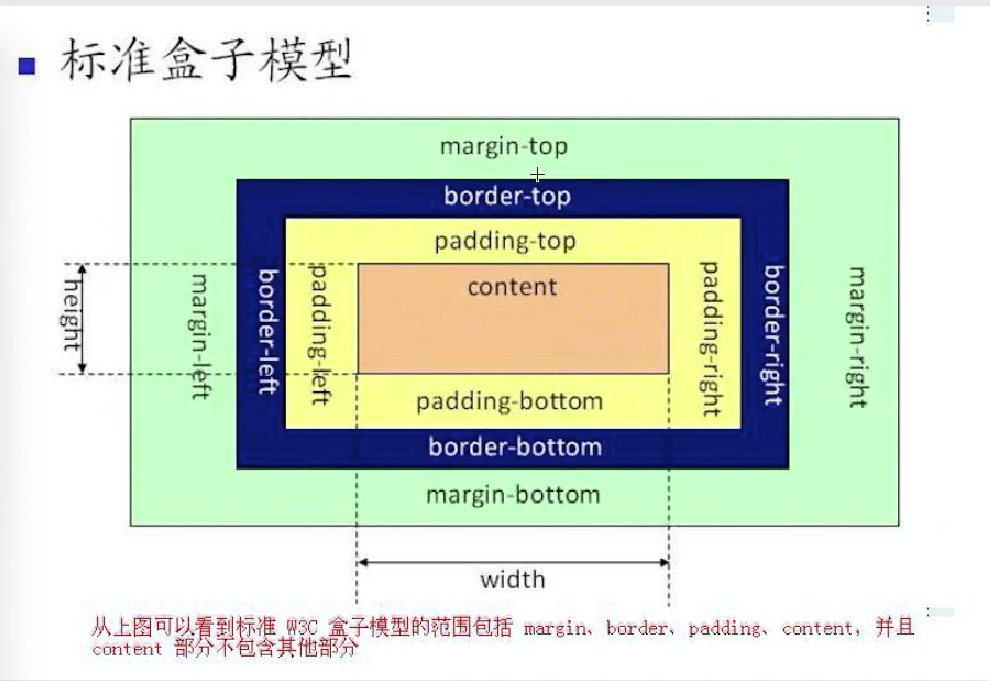 标准盒子模型
margin-top
border-top
padding-top
content
height
margin-left
border-left
padding-left
padding-right
border-right
margin-right
padding-bottom
border-bottom
margin-bottom
width
从上图可以看到标准 W3C 盒子模型的范围包括 margin、border、padding、content, 并且
content 部分不包含其他部分